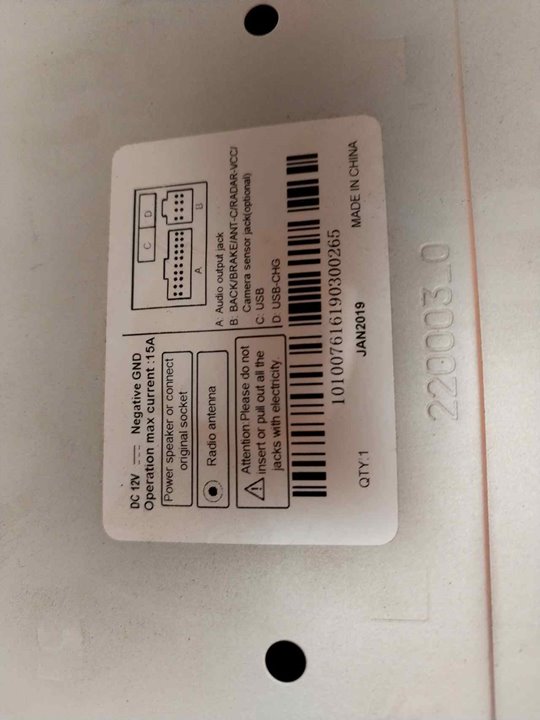 DC 12V Negative GND
Operation max current :15A
Power speaker or connect
original socket
Radio antenna
Attention Please do not
insert or pull out all the
jacks with electricity.
C D
A B
A: Audio output jack
B: BACK/BRAKE/ANT-C/RADAR-VCC/
Camera sensor jack(optional)
C: USB
D: USB-CHG
10100761619030026​5
QTY:1 JAN2019 MADE IN CHINA